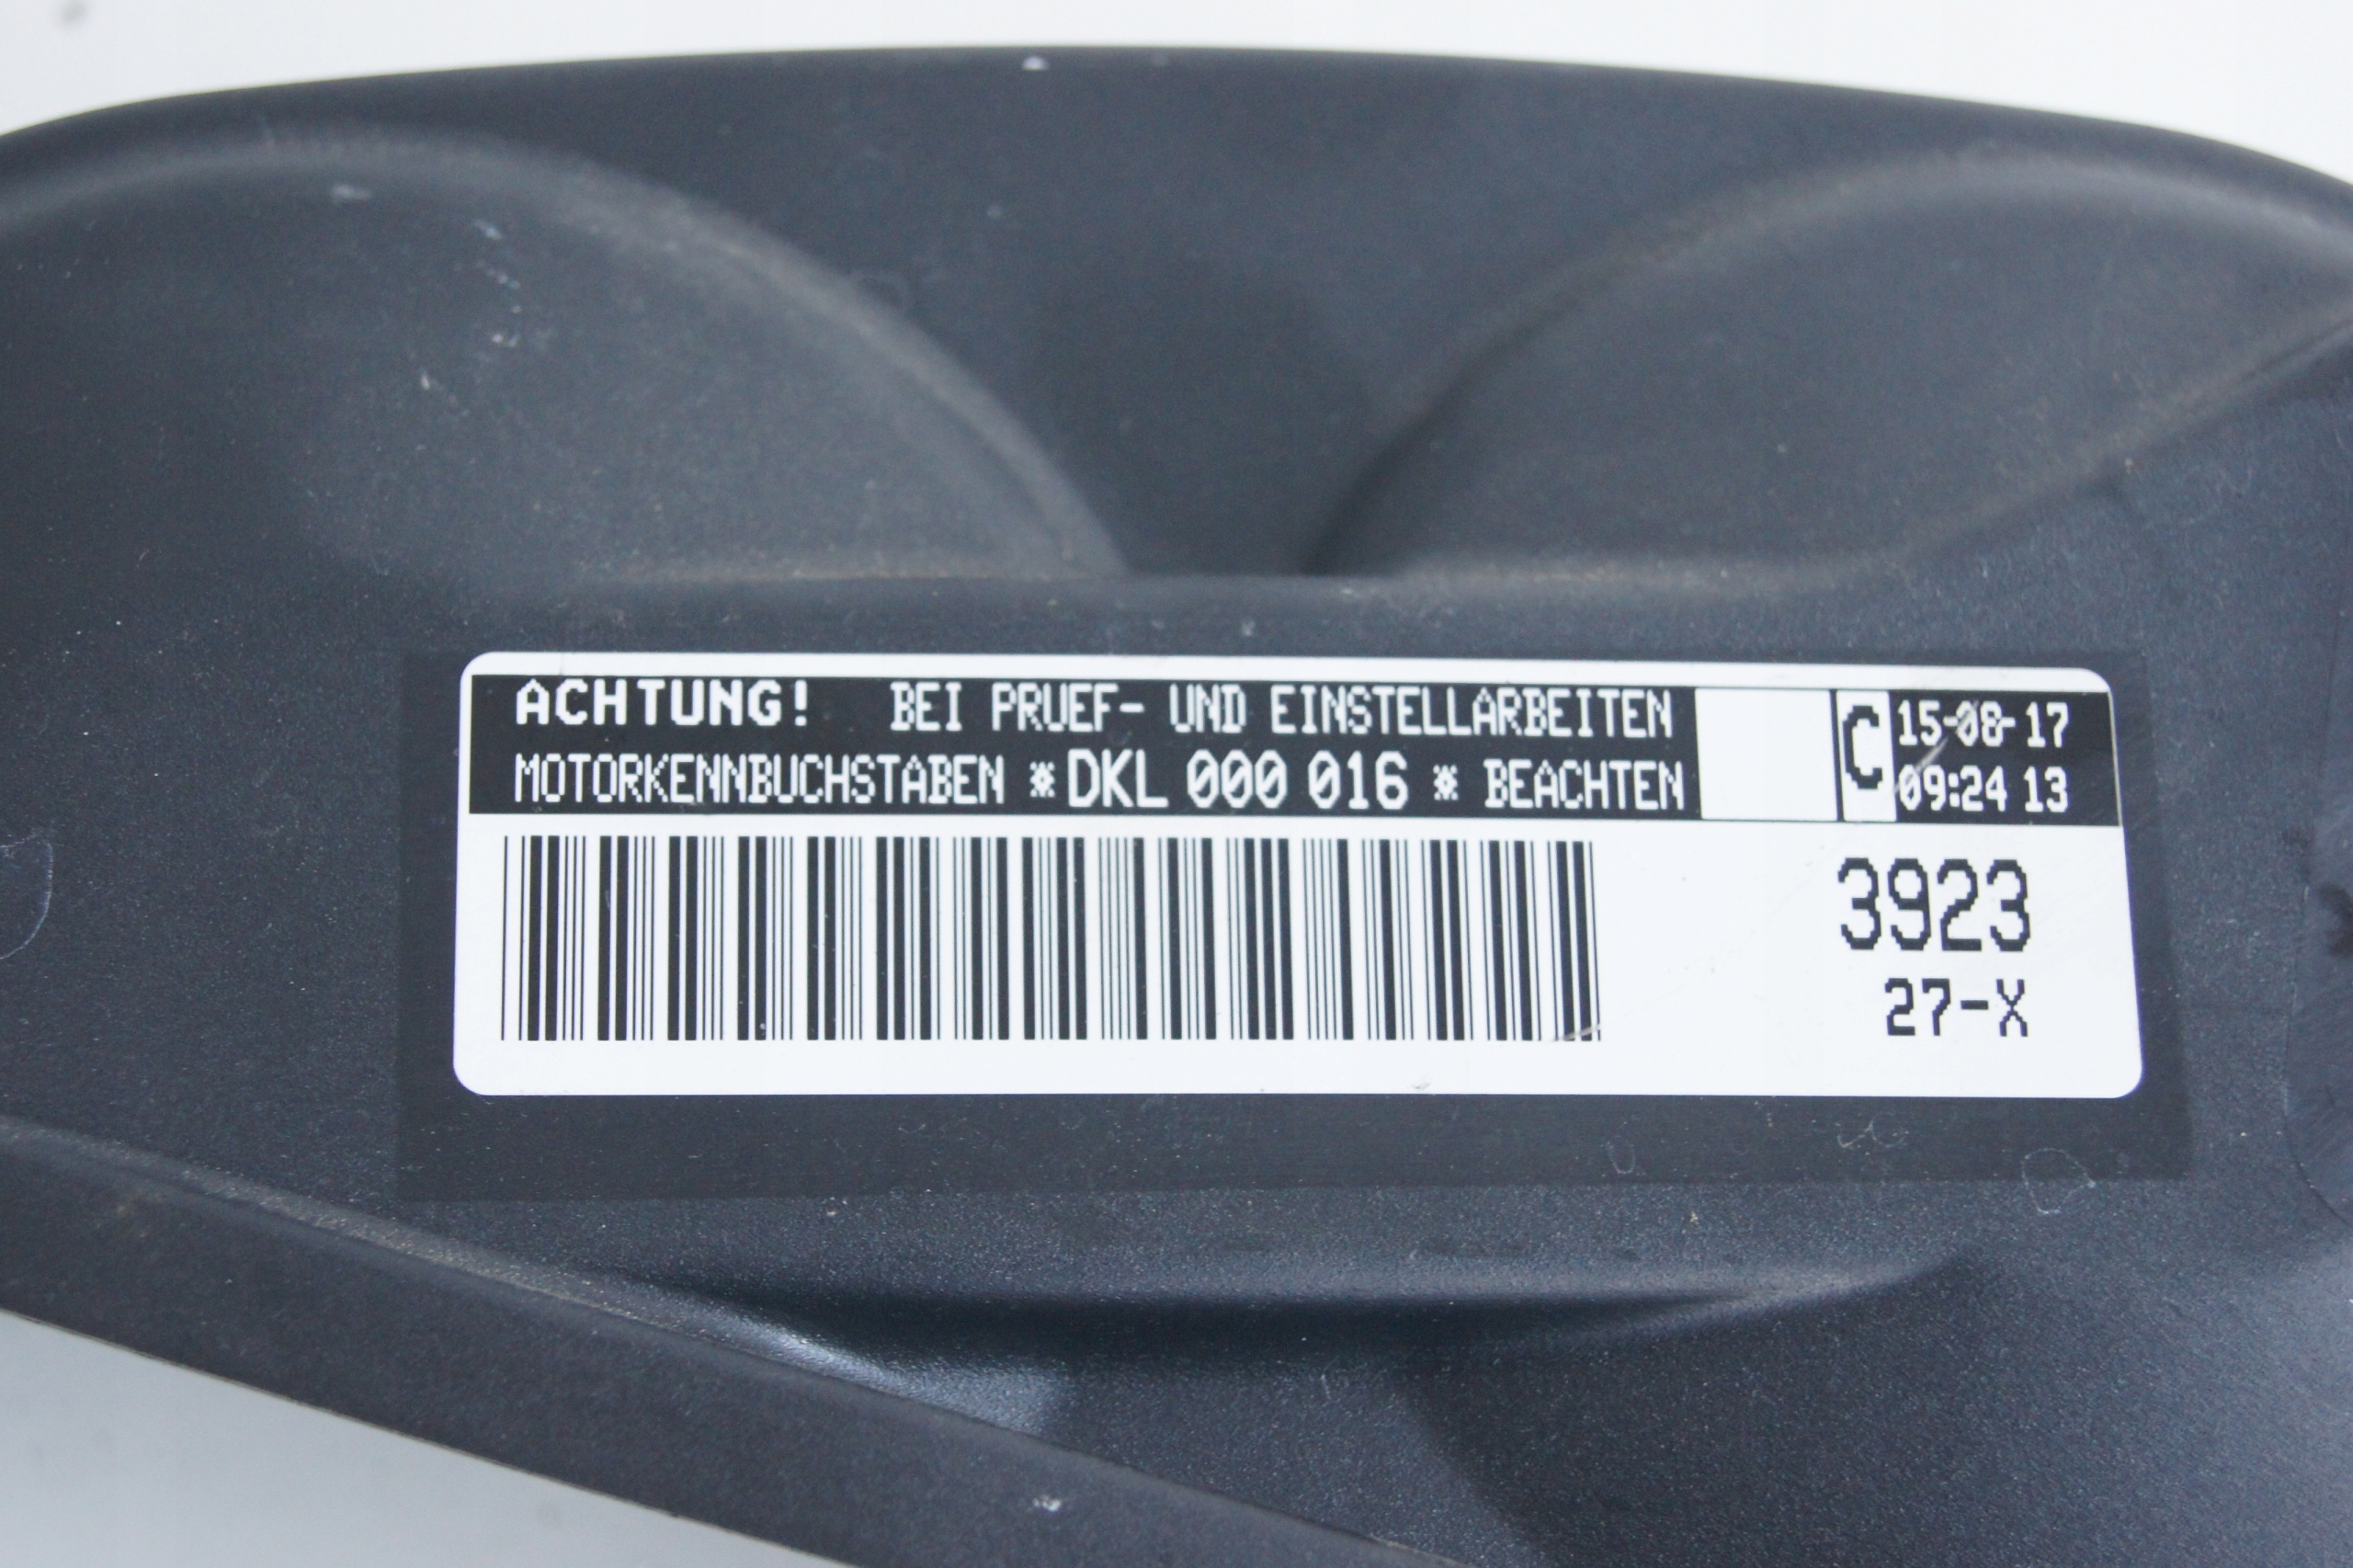 ACHTUNG! BEI PRUEF- UND EINSTELLARBEITEN
MOTORKENNBUCHSTABEN *DKL 000 016 * BEACHTEN
C
15-08-17
09:24 13
3923
27-X